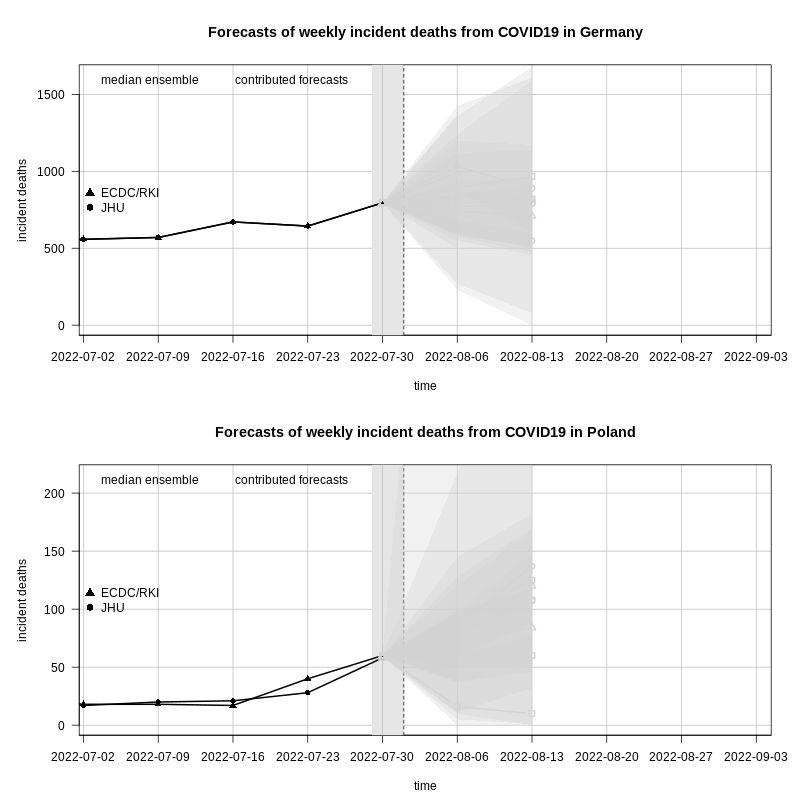 Forecasts of weekly incident deaths from COVID19 in Germany
median ensemble contributed forecasts
1500
1000
500
0
incident deaths
ECDC/RKI
JHU
2022-07-02 2022-07-09 2022-07-16 2022-07-23 2022-07-30 2022-08-06 2022-08-13 2022-08-20 2022-08-27 2022-09-03
time
Forecasts of weekly incident deaths from COVID19 in Poland
median ensemble contributed forecasts
200
150
100
50
0
incident deaths
ECDC/RKI
JHU
2022-07-02 2022-07-09 2022-07-16 2022-07-23 2022-07-30 2022-08-06 2022-08-13 2022-08-20 2022-08-27 2022-09-03
time